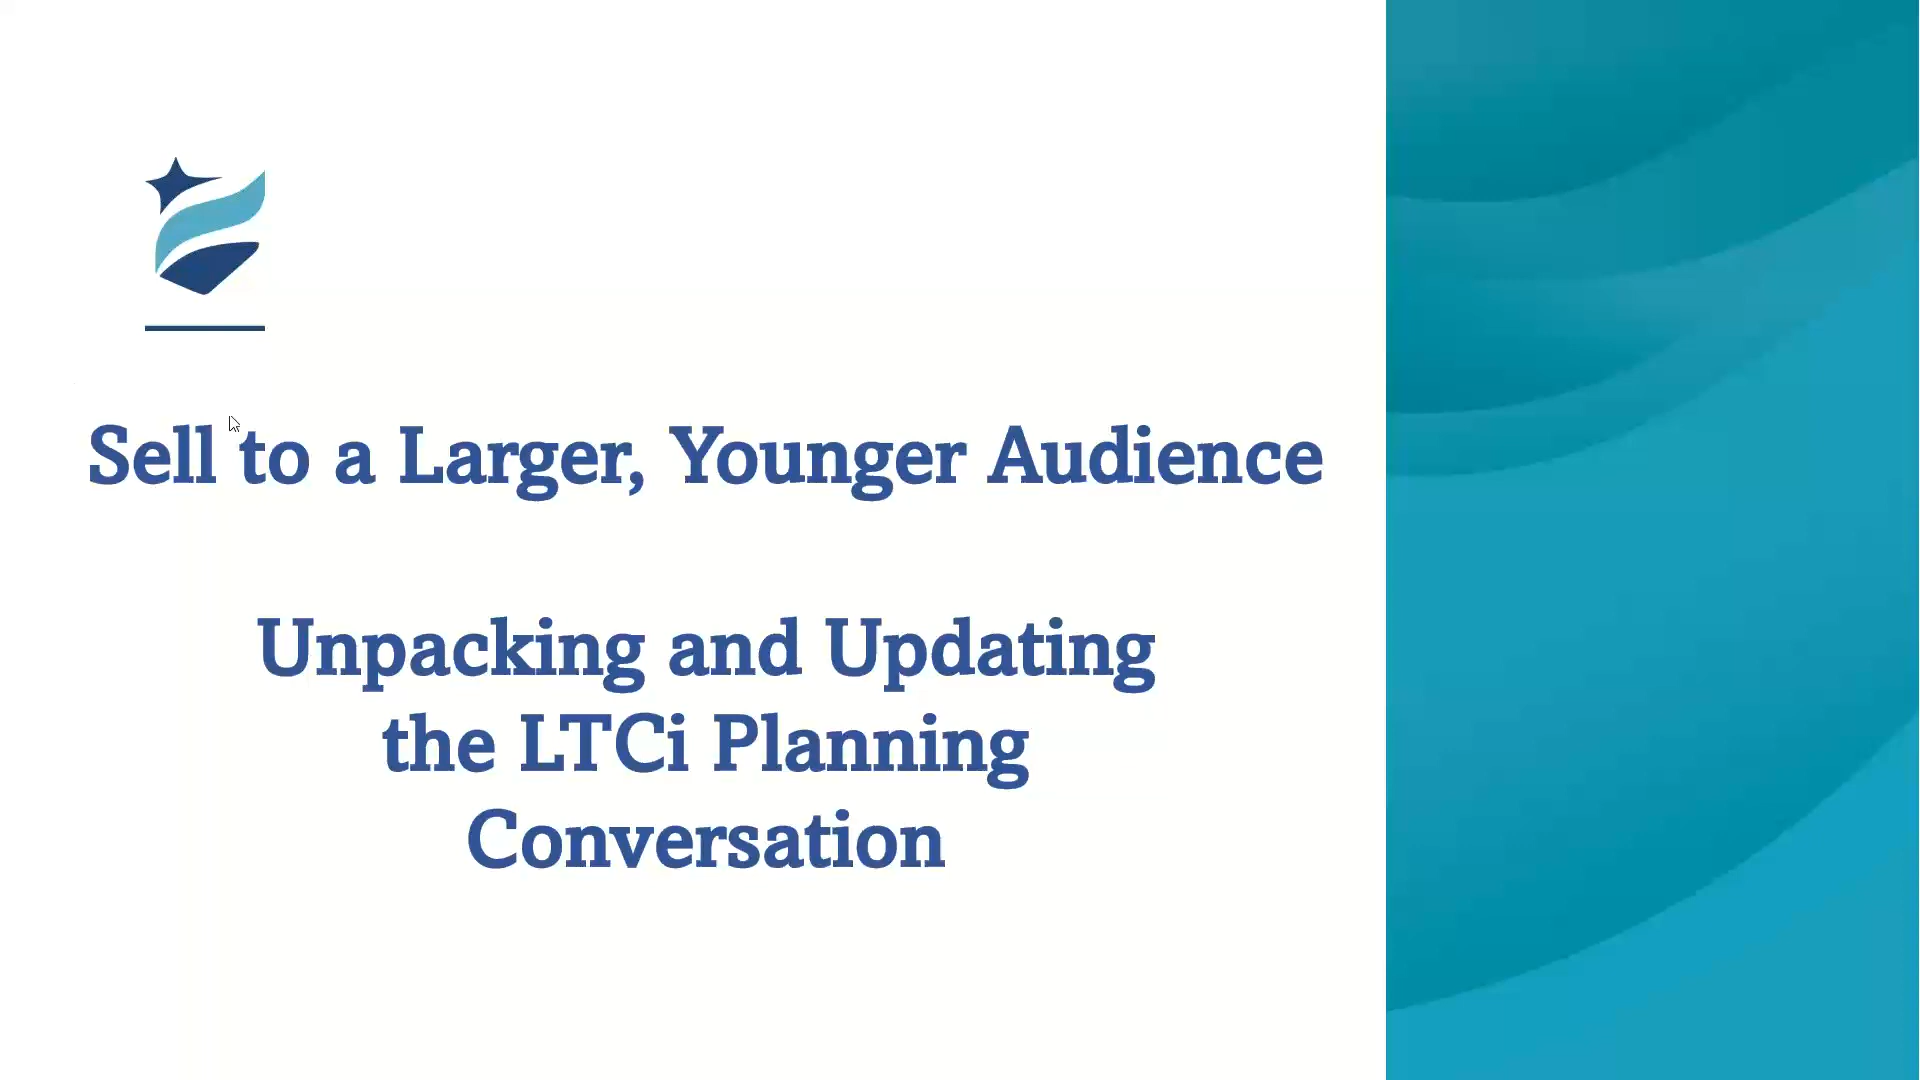 Sell to a Larger, Younger Audience
Unpacking and Updating
the LTCi Planning
Conversation